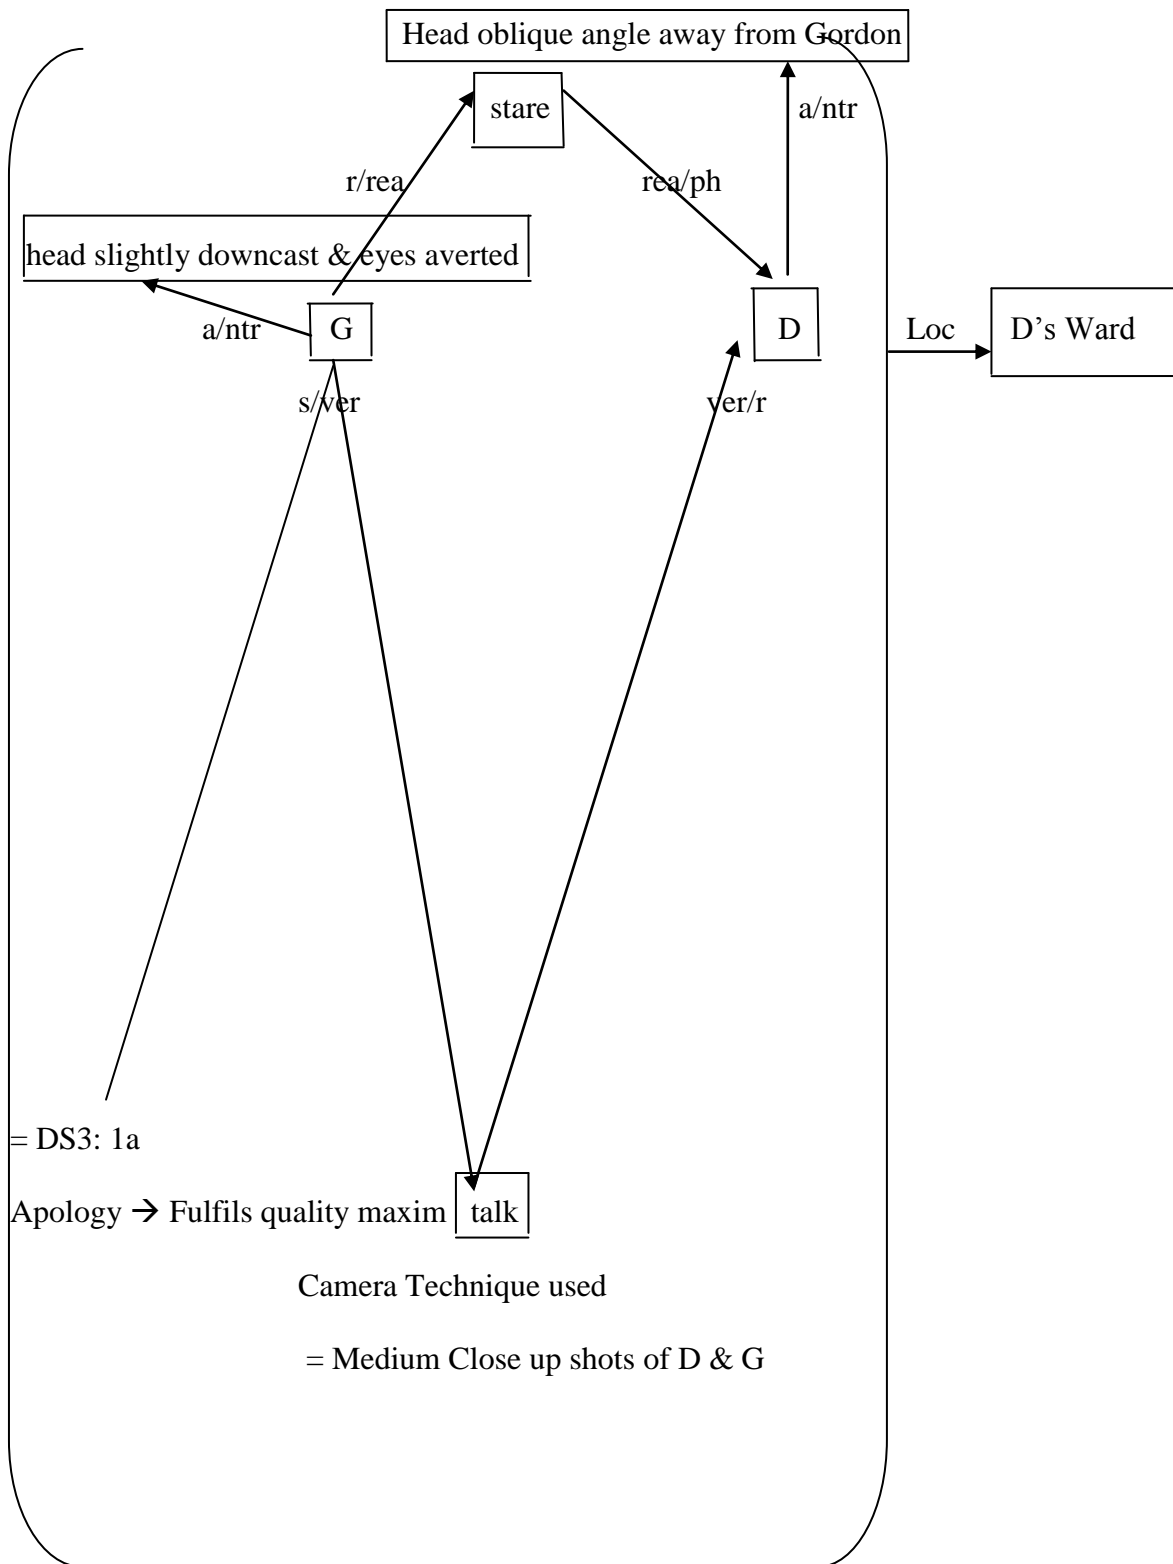 Head oblique angle away from Gordon
stare
a/ntr
r/rea
rea/ph
head slightly downcast & eyes averted
a/ntr
G
D
Loc
D’s Ward
s/ver
ver/r
= DS3: 1a
Apology → Fulfils quality maxim
talk
Camera Technique used
= Medium Close up shots of D & G